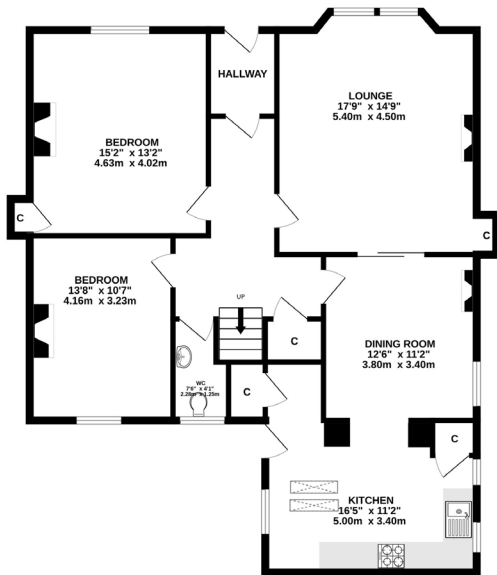 HALLWAY
LOUNGE
17'9" x 14'9"
5.40m x 4.50m
BEDROOM
15'2" x 13'2"
4.63m x 4.02m
C
C
BEDROOM
13'8" x 10'7"
4.16m x 3.23m
UP
C
DINING ROOM
12'6" x 11'2"
3.80m x 3.40m
WC
7'6" x 4'1"
2.28m x 1.25m
C
C
KITCHEN
16'5" x 11'2"
5.00m x 3.40m